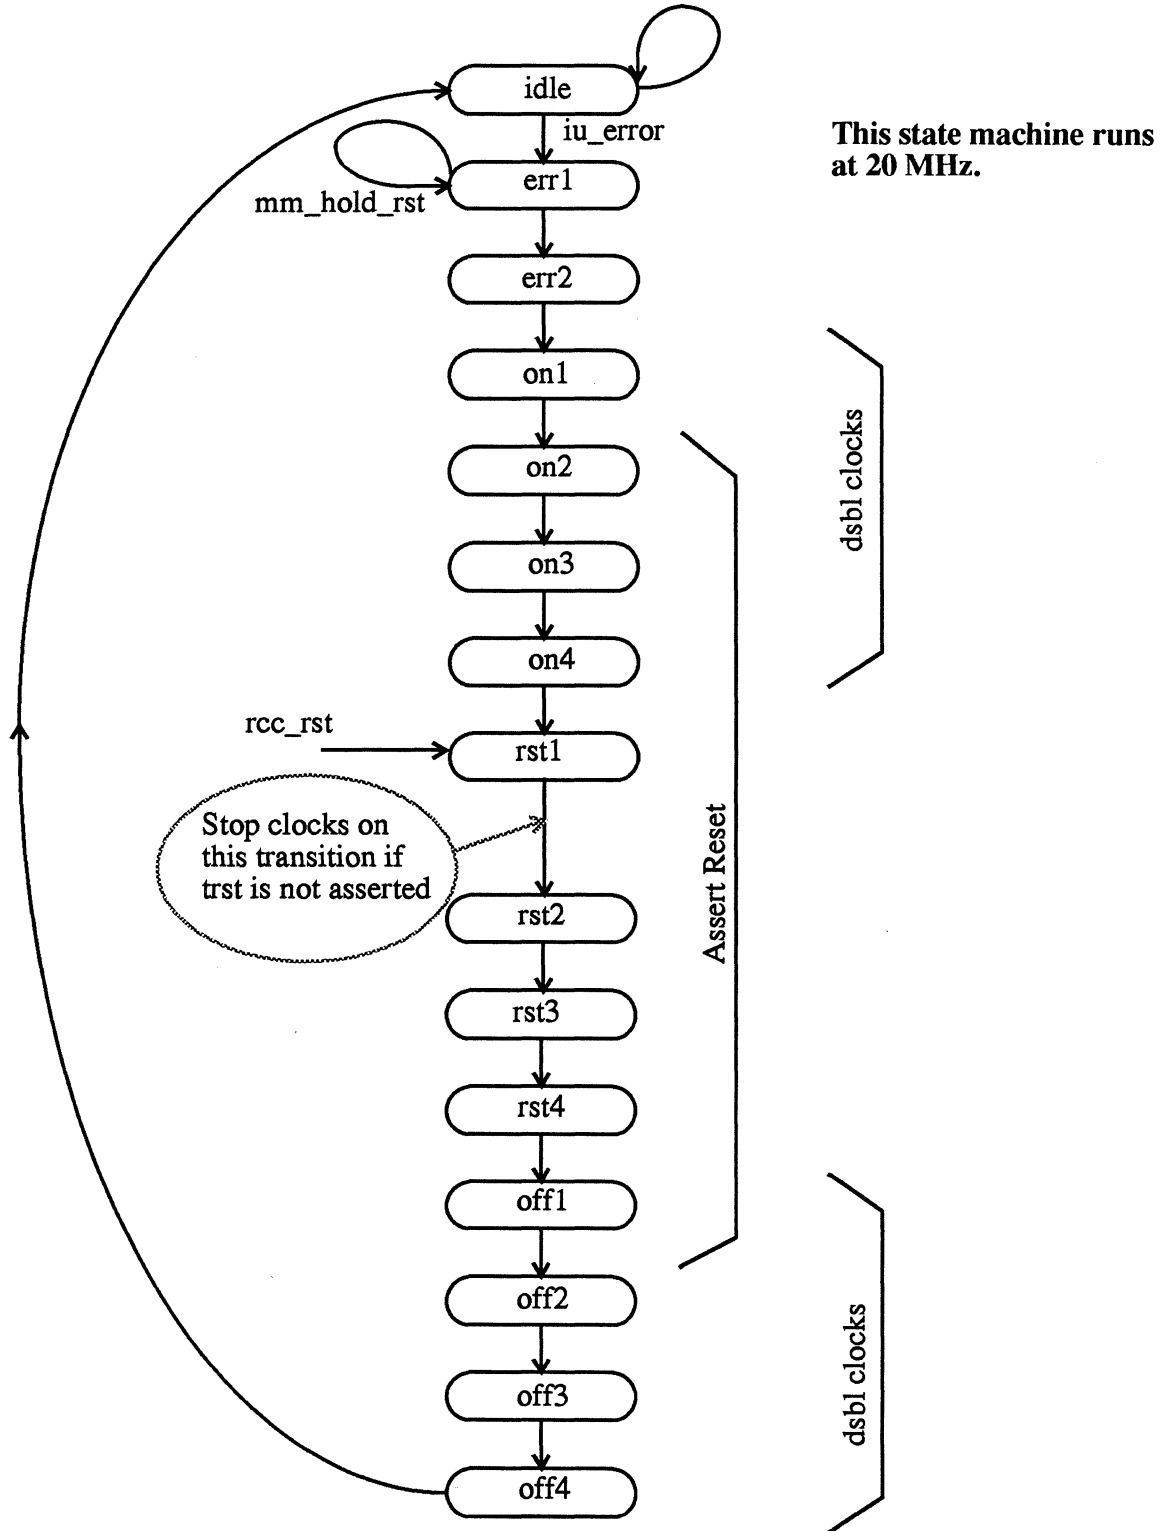 idle
iu_error
This state machine runs
at 20 MHz.
err1
mm_hold_rst
err2
on1
dsbl clocks
on2
on3
on4
rcc_rst
rst1
Stop clocks on
this transition if
trst is not asserted
Assert Reset
rst2
rst3
rst4
off1
off2
dsbl clocks
off3
off4